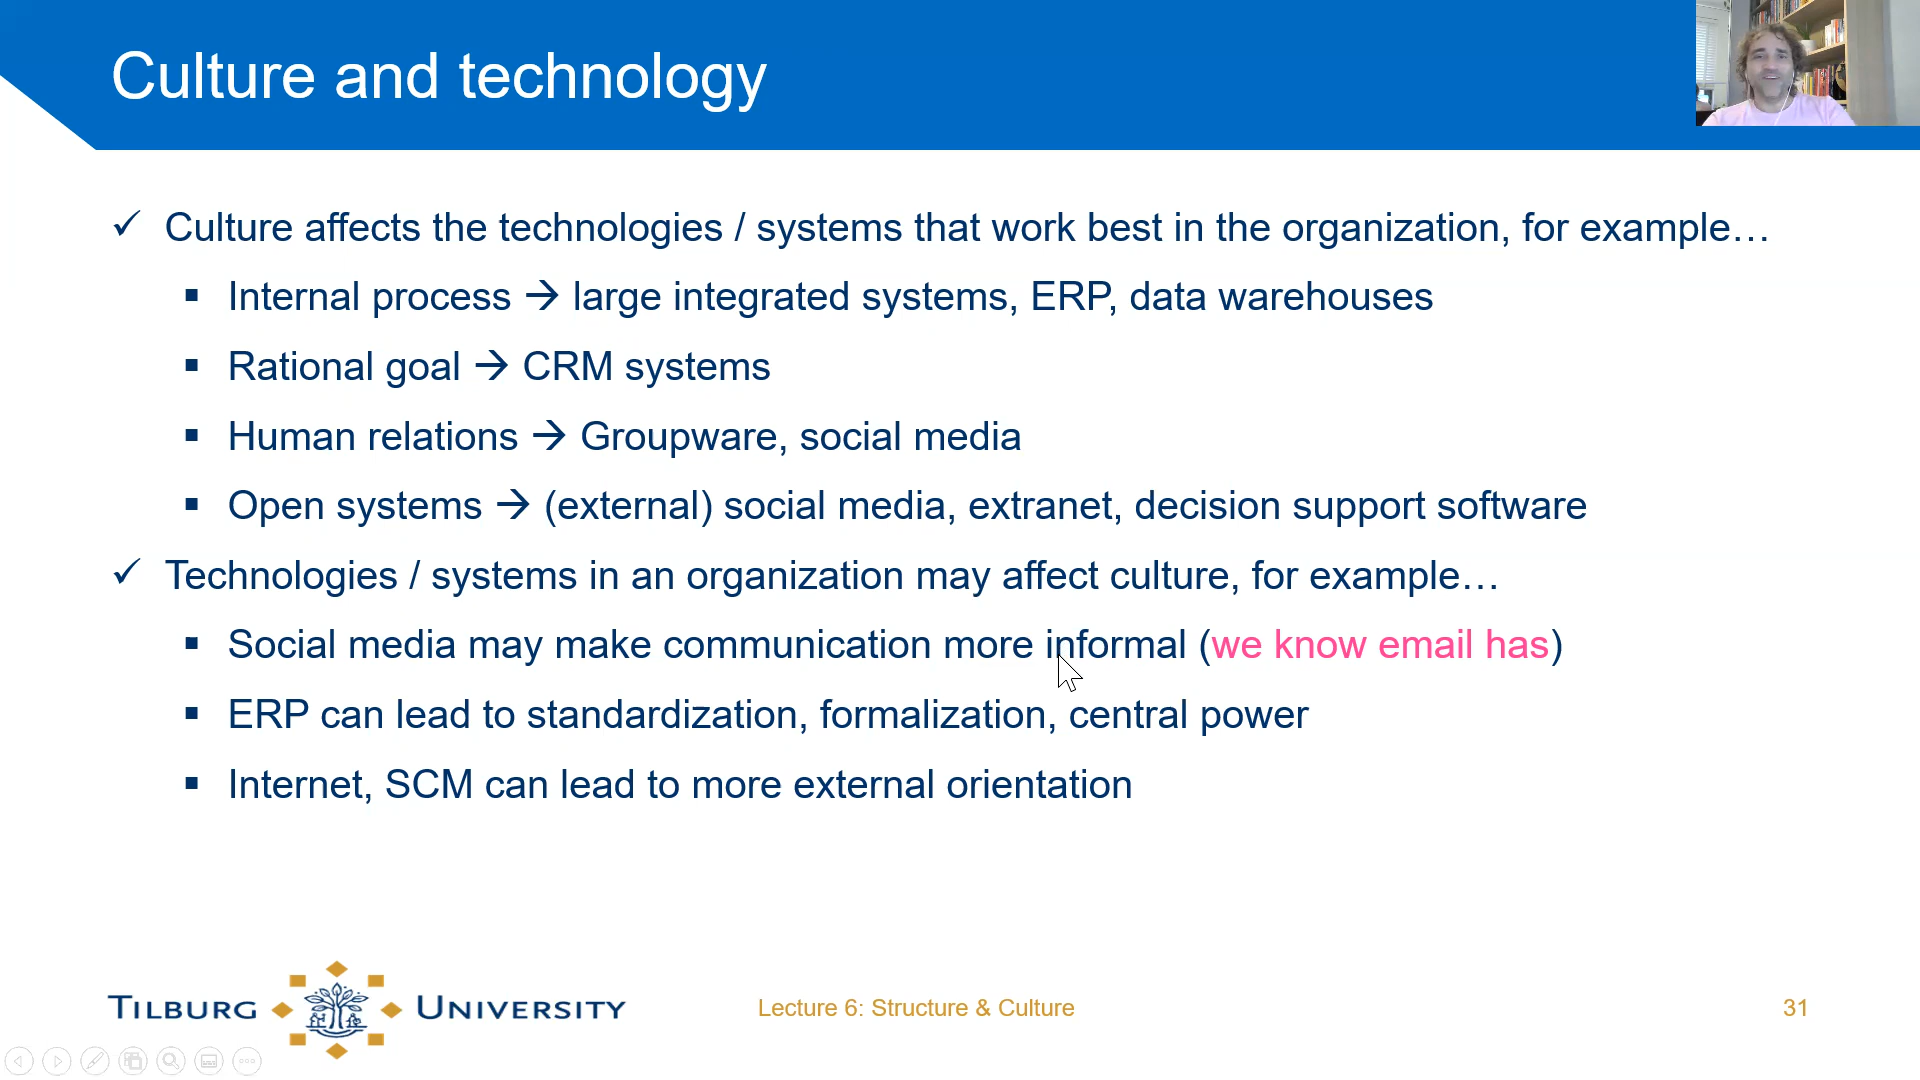 Culture and technology
✓ Culture affects the technologies / systems that work best in the organization, for example…
▪ Internal process → large integrated systems, ERP, data warehouses
▪ Rational goal → CRM systems
▪ Human relations → Groupware, social media
▪ Open systems → (external) social media, extranet, decision support software
✓ Technologies / systems in an organization may affect culture, for example…
▪ Social media may make communication more informal (we know email has)
▪ ERP can lead to standardization, formalization, central power
▪ Internet, SCM can lead to more external orientation
TILBURG UNIVERSITY
Lecture 6: Structure & Culture
31